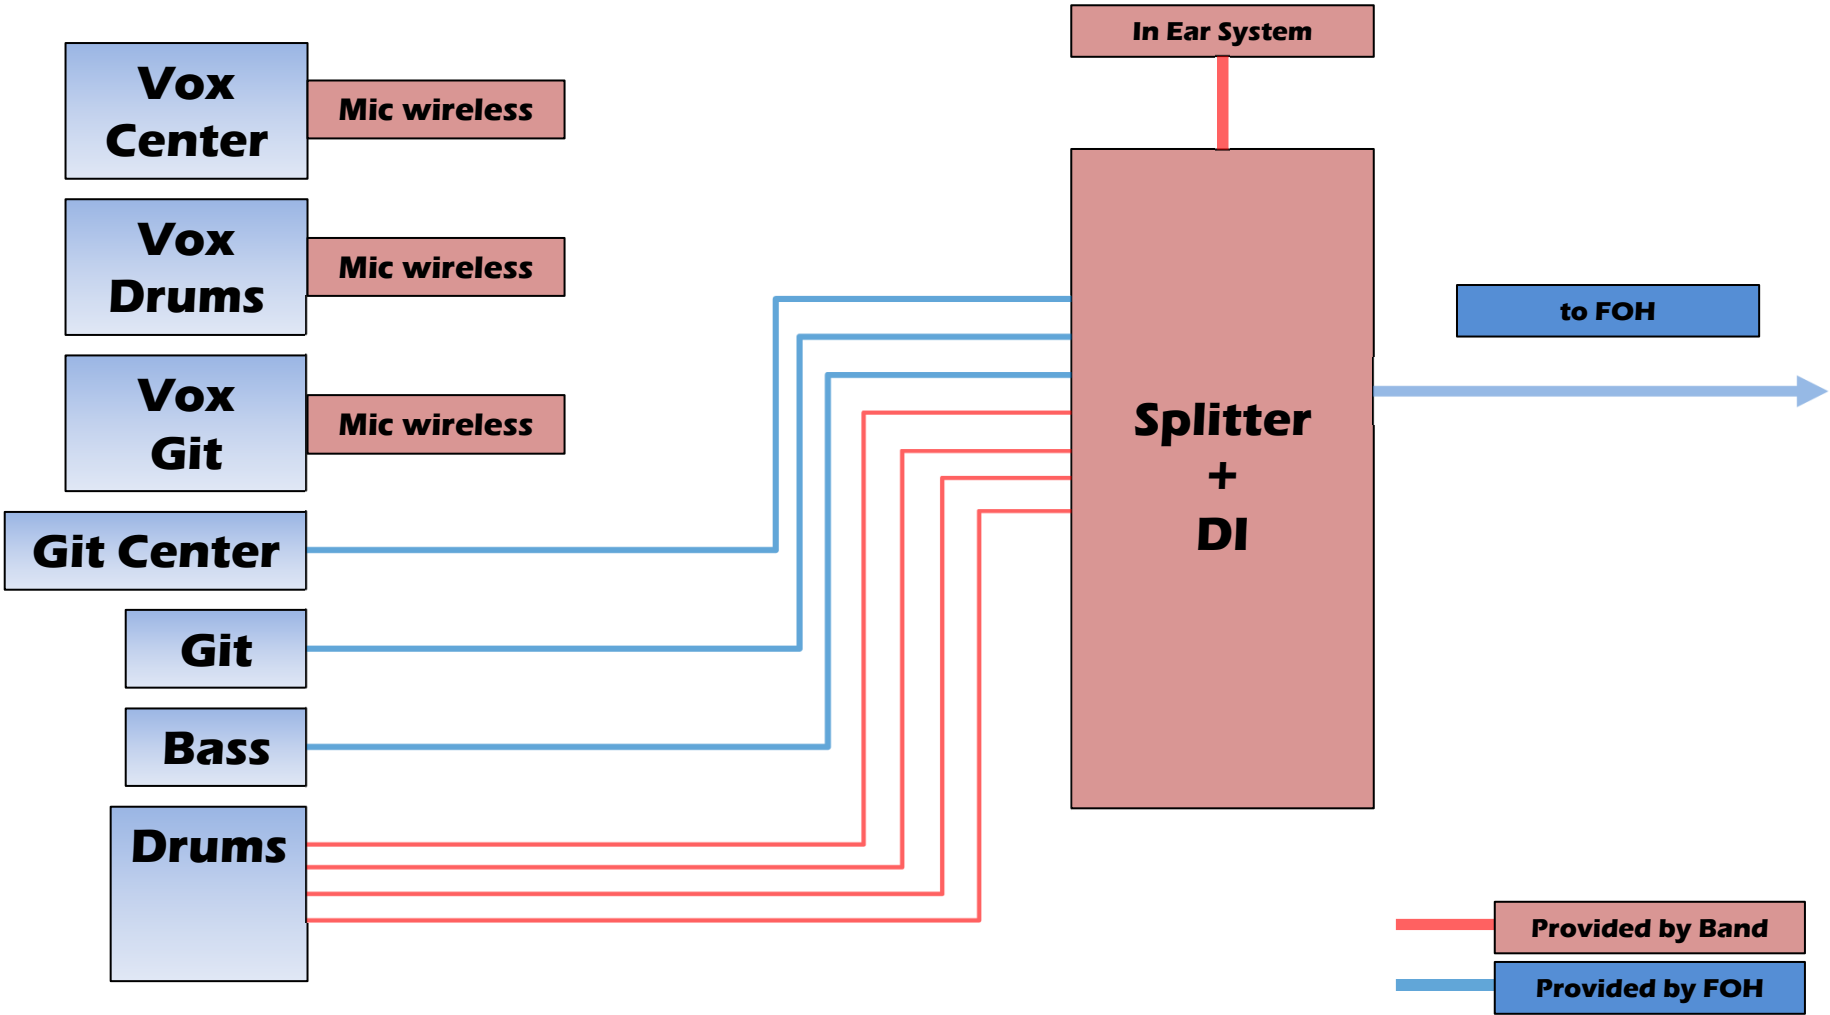 In Ear System
Vox
Center
Mic wireless
Vox
Drums
Mic wireless
to FOH
Vox
Git
Mic wireless
Splitter
+
DI
Git Center
Git
Bass
Drums
Provided by Band
Provided by FOH